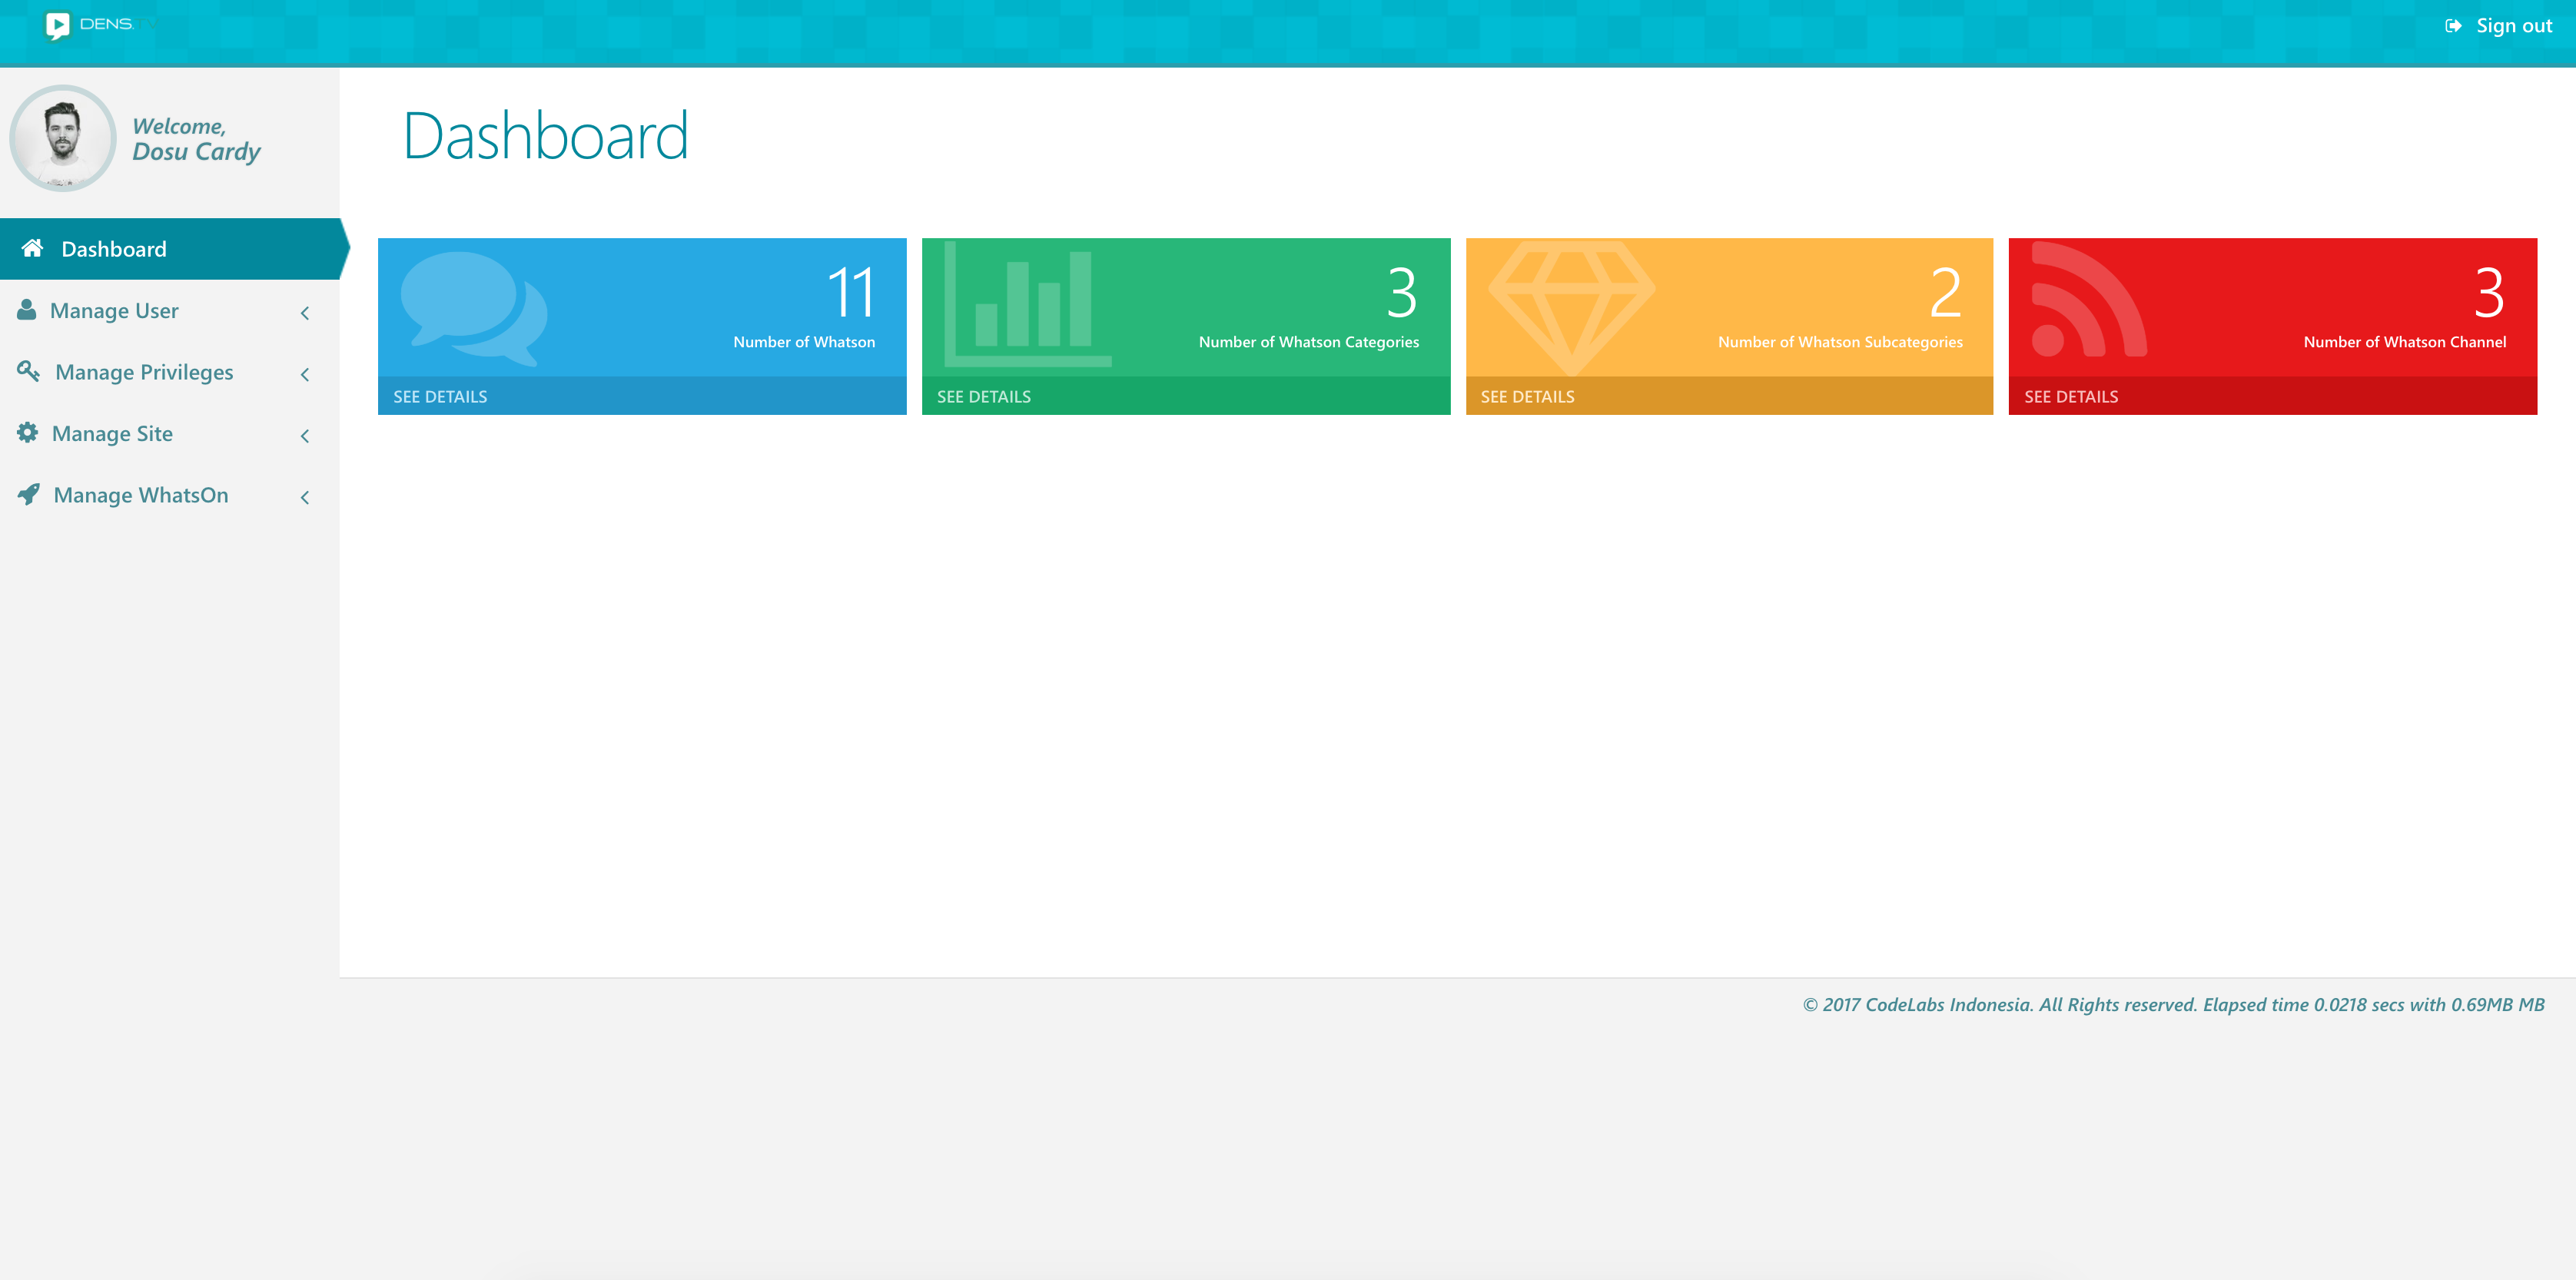 DENS.TV
Sign out
Welcome,
Dosu Cardy
Dashboard
Manage User
Manage Privileges
Manage Site
Manage WhatsOn
Dashboard
11
Number of Whatson
SEE DETAILS
3
Number of Whatson Categories
SEE DETAILS
2
Number of Whatson Subcategories
SEE DETAILS
3
Number of Whatson Channel
SEE DETAILS
© 2017 CodeLabs Indonesia. All Rights reserved. Elapsed time 0.0218 secs with 0.69MB MB